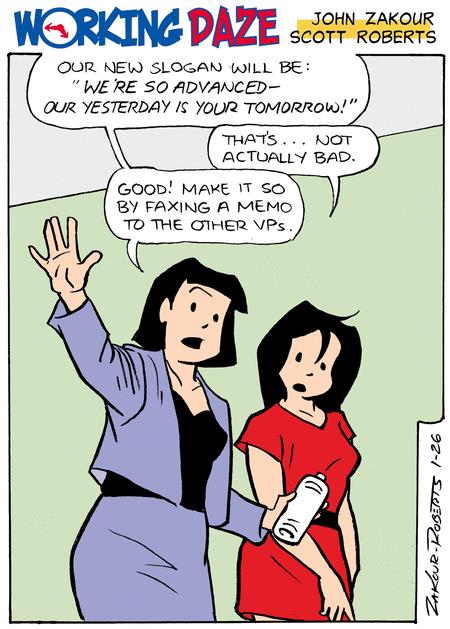 WORKING DAZE
JOHN ZAKOUR
SCOTT ROBERTS
OUR NEW SLOGAN WILL BE:
"WE'RE SO ADVANCED—
OUR YESTERDAY IS YOUR TOMORROW!"
THAT'S... NOT
ACTUALLY BAD.
GOOD! MAKE IT SO
BY FAXING A MEMO
TO THE OTHER VPs.
ZAKOUR-ROBERTS 1-26